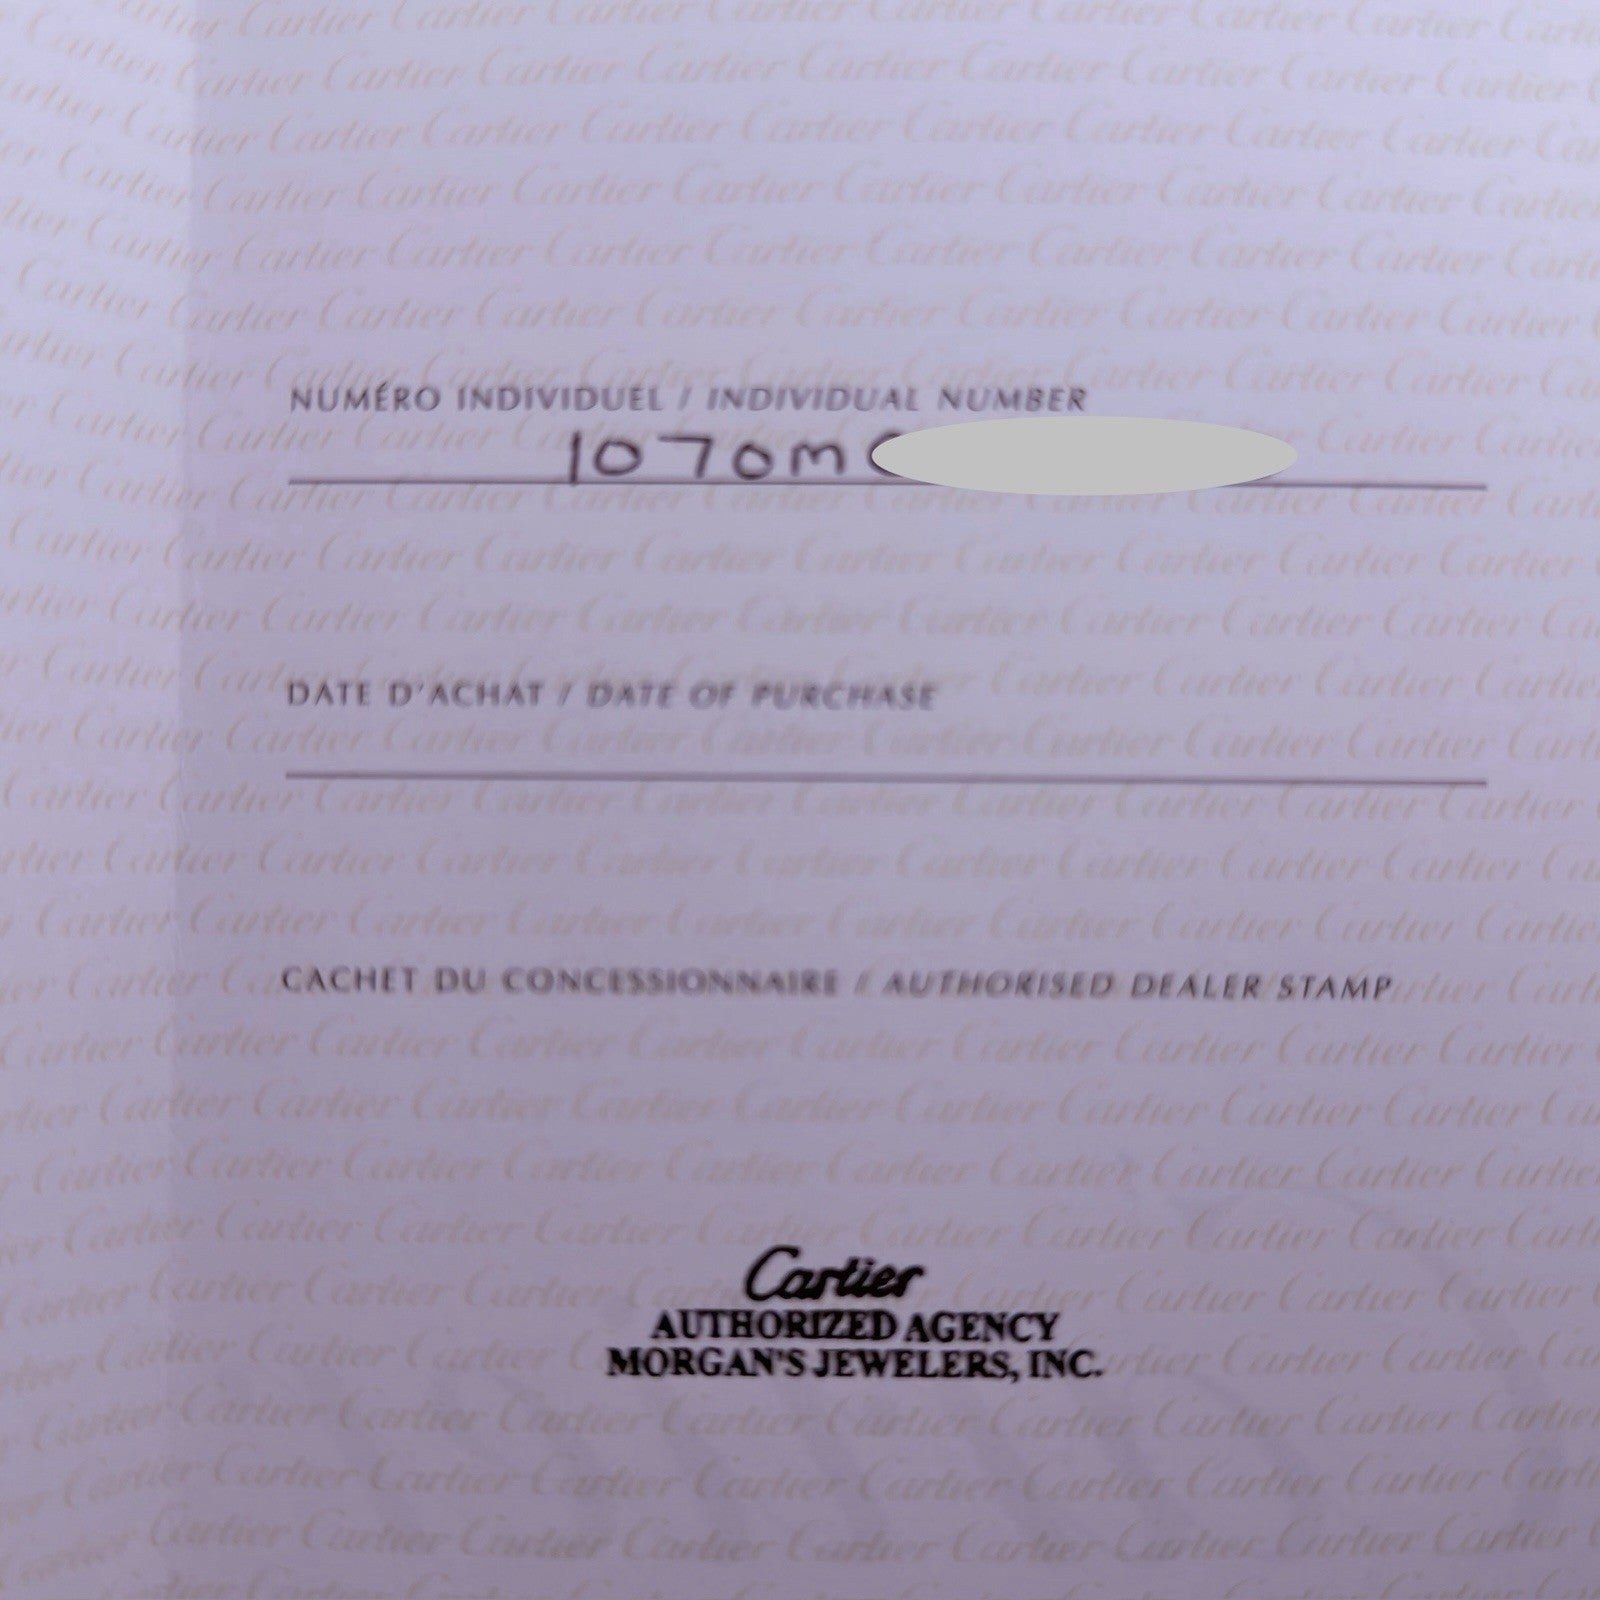 NUMÉRO INDIVIDUEL / INDIVIDUAL NUMBER
1070M
DATE D'ACHAT / DATE OF PURCHASE
CACHET DU CONCESSIONNAIRE / AUTHORISED DEALER STAMP
Cartier
AUTHORIZED AGENCY
MORGAN'S JEWELERS, INC.